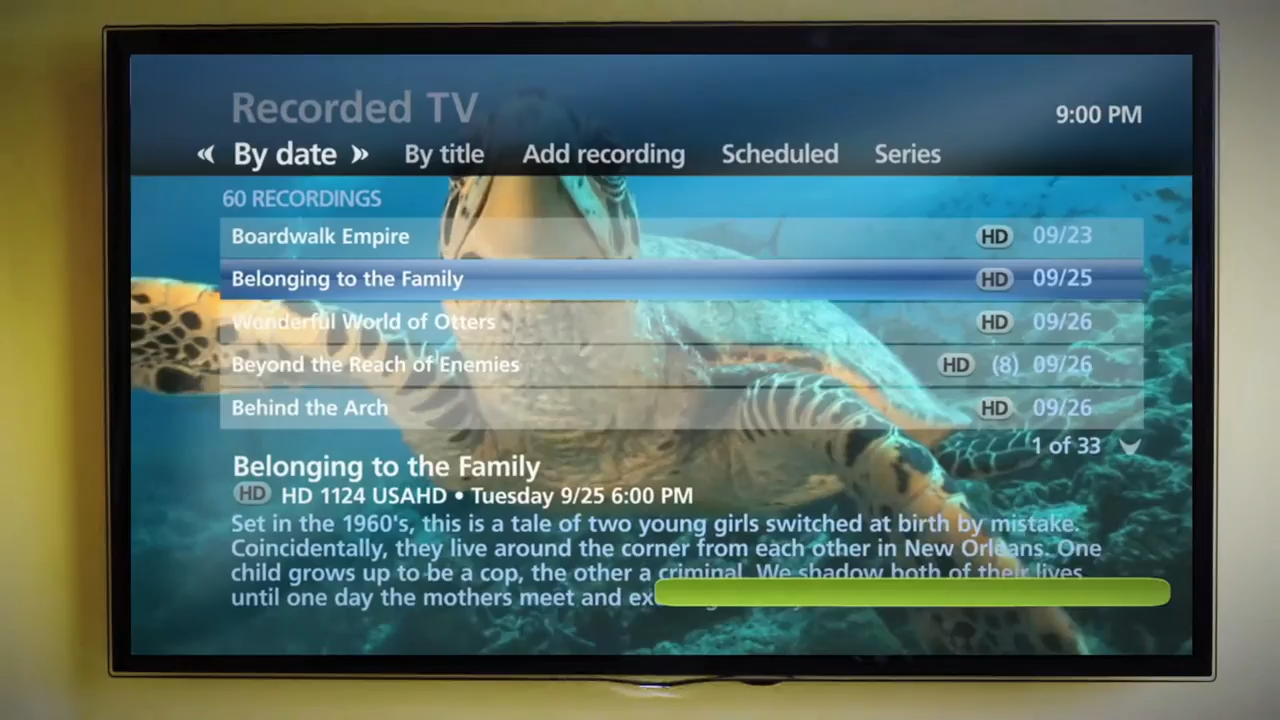 Recorded TV
9:00 PM
« By date » By title Add recording Scheduled Series
60 RECORDINGS
Boardwalk Empire HD 09/23
Belonging to the Family HD 09/25
Wonderful World of Otters HD 09/26
Beyond the Reach of Enemies HD (8) 09/26
Behind the Arch HD 09/26
1 of 33
Belonging to the Family
HD HD 1124 USAHD • Tuesday 9/25 6:00 PM
Set in the 1960's, this is a tale of two young girls switched at birth by mistake.
Coincidentally, they live around the corner from each other in New Orleans. One
child grows up to be a cop, the other a criminal. We shadow both of their lives
until one day the mothers meet and